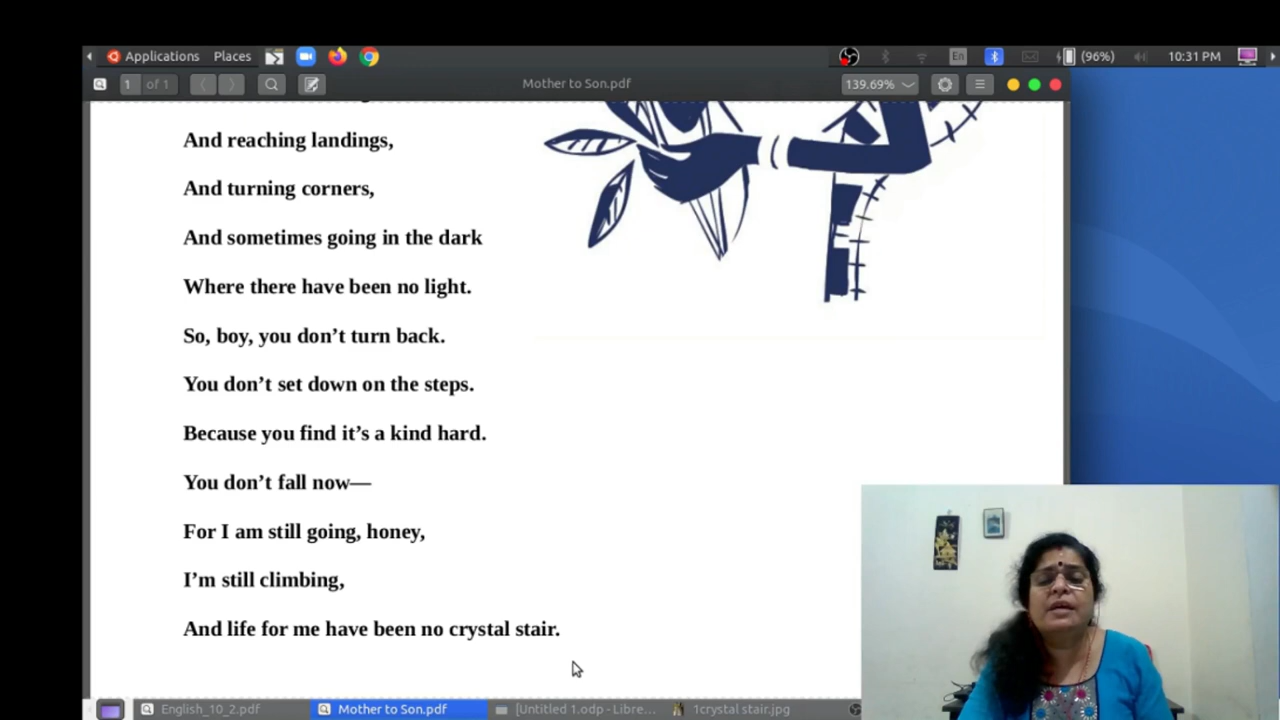 Applications Places En (96%) 10:31 PM
1 of 1 Mother to Son.pdf 139.69%
And reaching landings,
And turning corners,
And sometimes going in the dark
Where there have been no light.
So, boy, you don’t turn back.
You don’t set down on the steps.
Because you find it’s a kind hard.
You don’t fall now—
For I am still going, honey,
I’m still climbing,
And life for me have been no crystal stair.
English_10_2.pdf Mother to Son.pdf [Untitled 1.odp - Libre... 1crystal stair.jpg